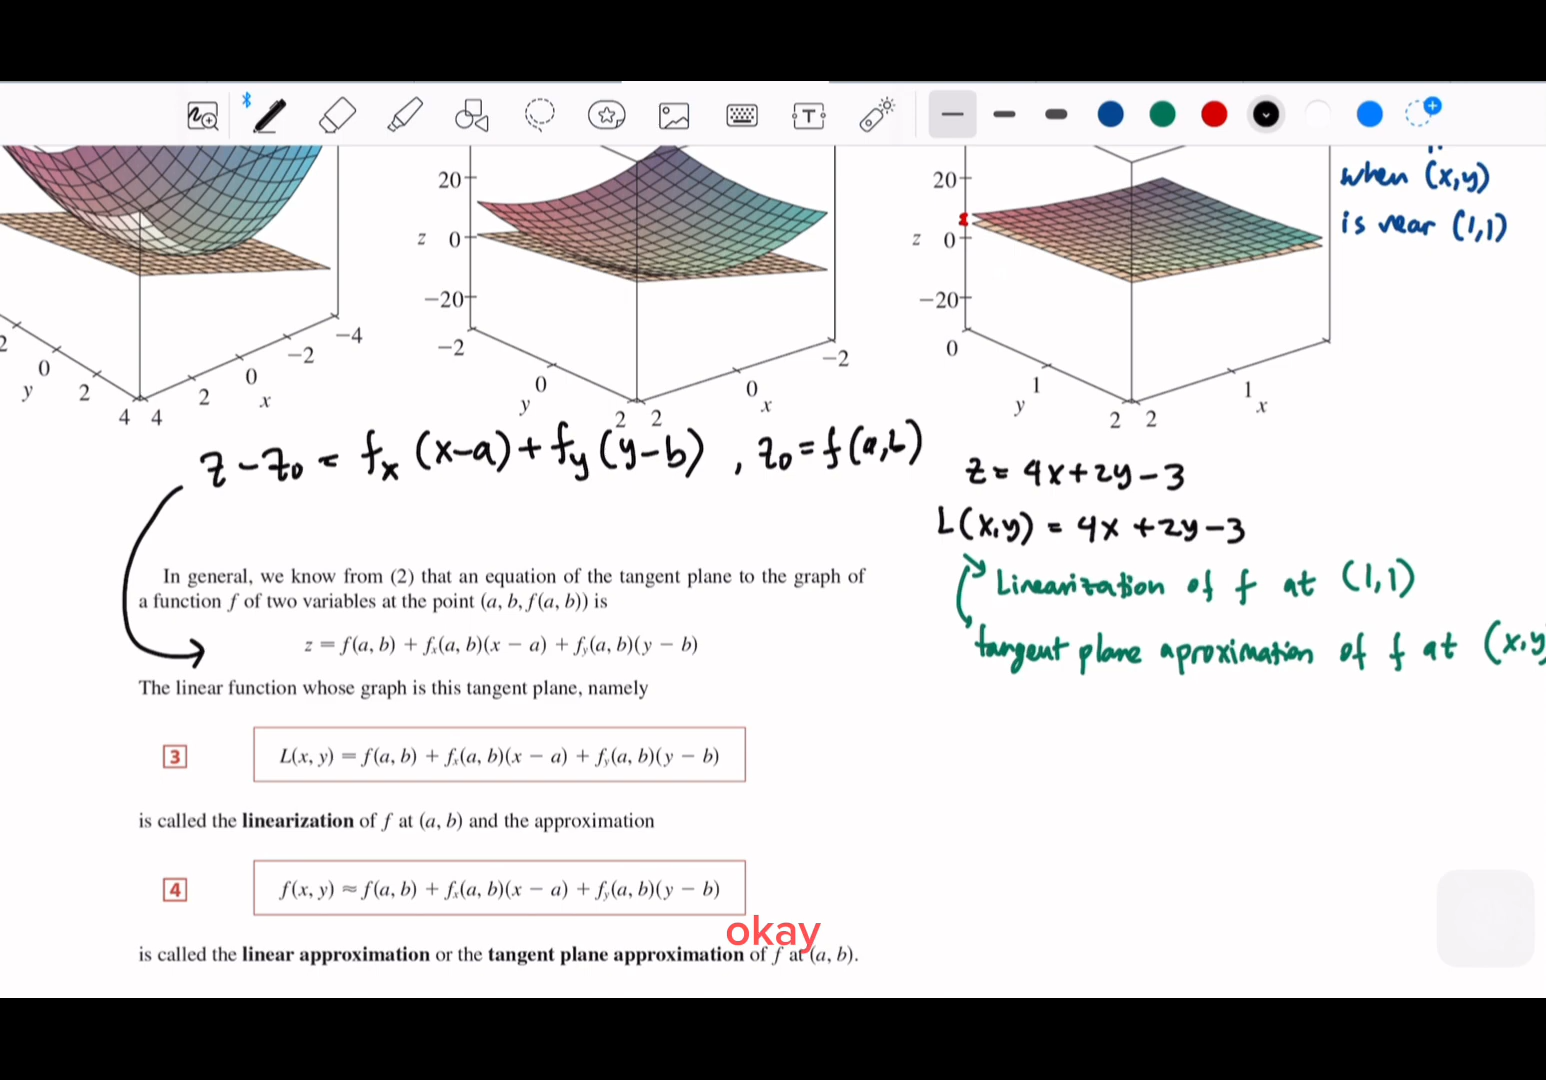 T
20
z 0
−20
−2
0
y
2 2
0
x
−2
20
z 0
−20
0
1
y
2 2
1
x
when (x,y)
is near (1,1)
2
0
y 2
4 4
2
0
x
−2
−4
z − z₀ = fₓ (x−a) + f_y (y−b) , z₀ = f(a,b)
z = 4x+2y−3
L(x,y) = 4x +2y−3
Linearization of f at (1,1)
tangent plane aproximation of f at (x,y
In general, we know from (2) that an equation of the tangent plane to the graph of
a function f of two variables at the point (a, b, f(a, b)) is
z = f(a, b) + fₓ(a, b)(x − a) + f_y(a, b)(y − b)
The linear function whose graph is this tangent plane, namely
3 L(x, y) = f(a, b) + fₓ(a, b)(x − a) + f_y(a, b)(y − b)
is called the linearization of f at (a, b) and the approximation
4 f(x, y) ≈ f(a, b) + fₓ(a, b)(x − a) + f_y(a, b)(y − b)
okay
is called the linear approximation or the tangent plane approximation of f at (a, b).